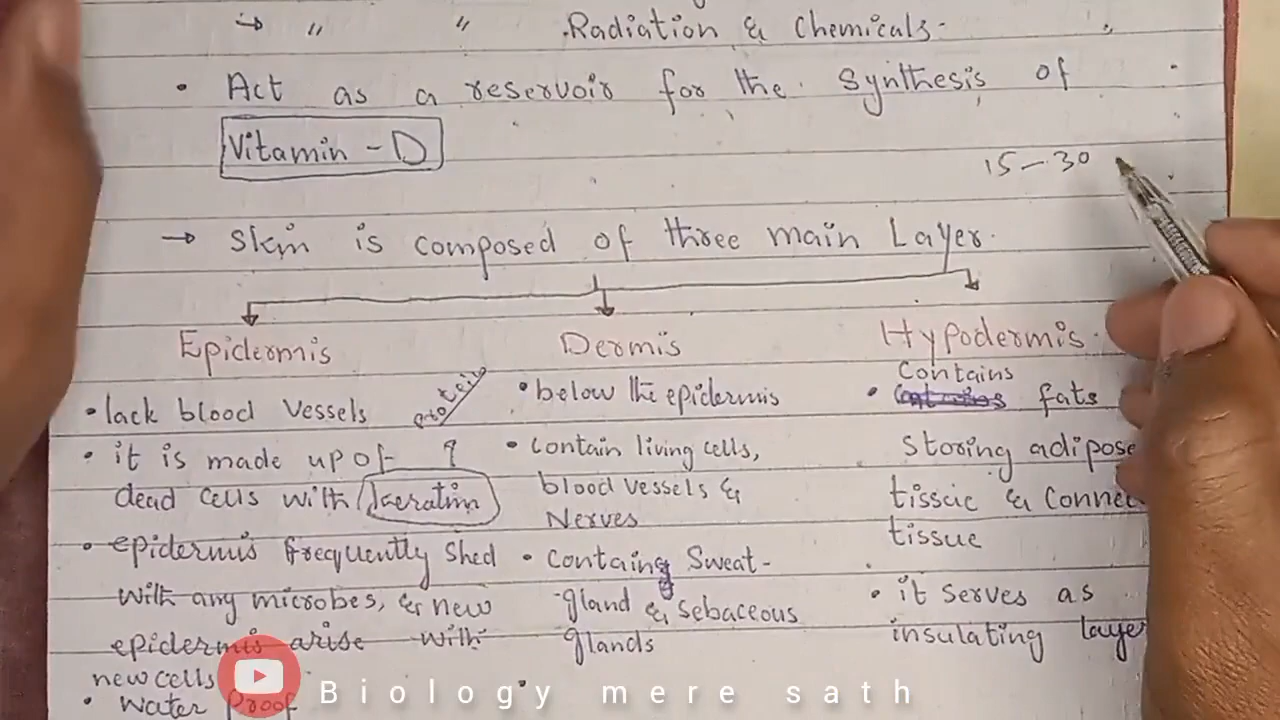 → " " Radiation & Chemicals-
• Act as a reservoir for the synthesis of
Vitamin - D
15-30
→ Skin is composed of three main Layer.
Epidermis
• lack blood Vessels
protein
• it is made up of
dead cells with keratin
• epidermis frequently shed
with any microbes, & new
epidermis arise with
new cells
• Water Proof
Dermis
• below the epidermis
• contain living cells,
blood vessels &
Nerves
• containg Sweat-
gland & sebaceous
glands
Hypodermis.
Contains
• fats
storing adipose
tissue & Connec
tissue
• it serves as
insulating layer
Biology mere sath